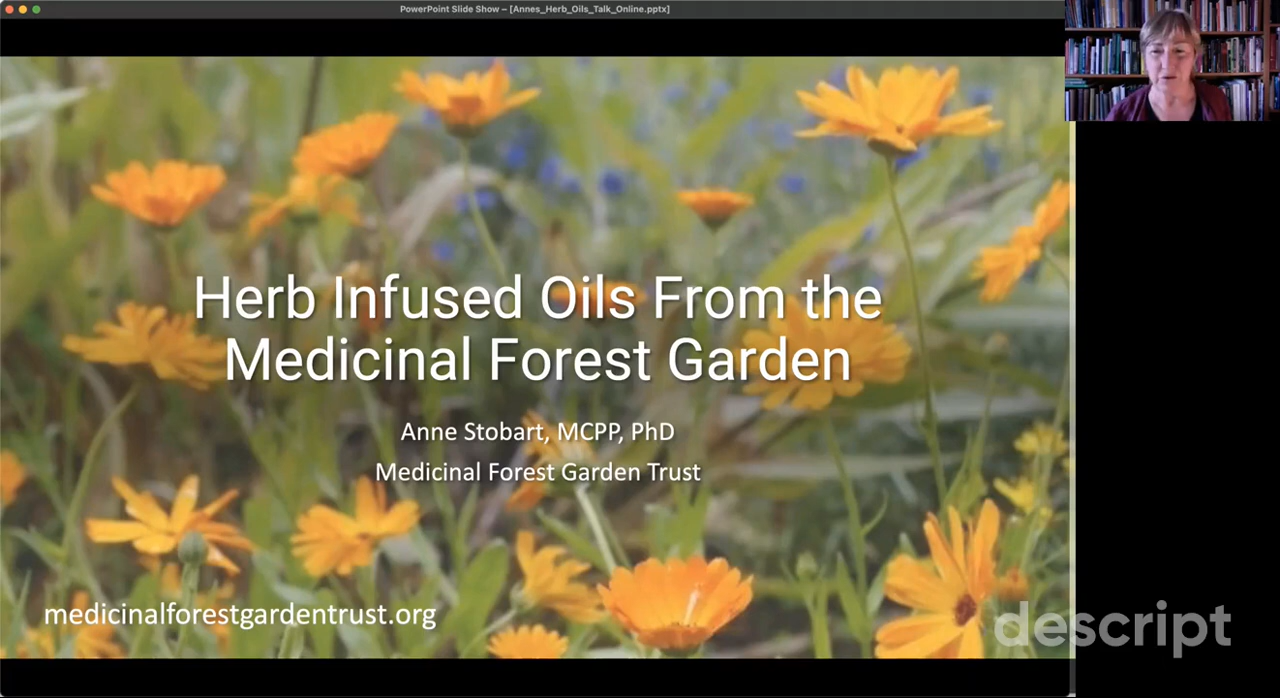 PowerPoint Slide Show – [Annes_Herb_Oils_Talk_Online.pptx]
Herb Infused Oils From the
Medicinal Forest Garden
Anne Stobart, MCPP, PhD
Medicinal Forest Garden Trust
medicinalforestgardentrust.org
descript